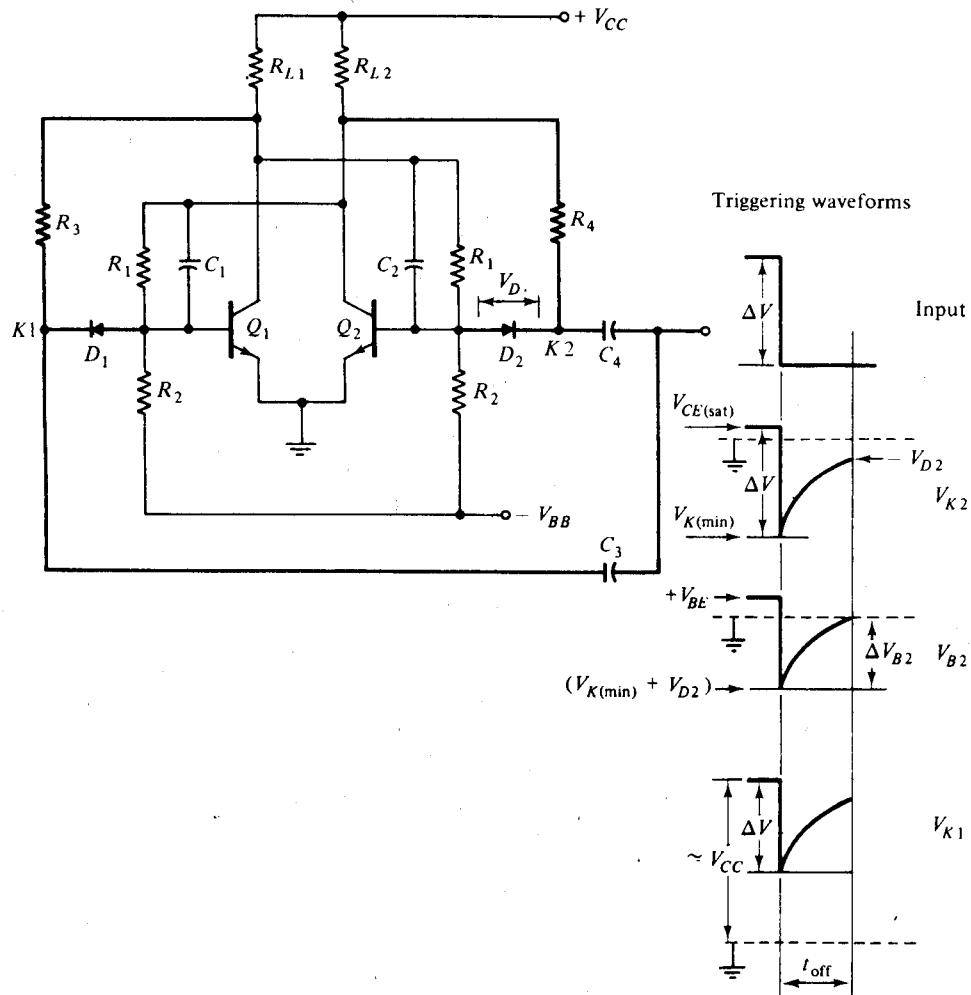 + V_CC
R_L1
R_L2
R_3
R_4
R_1
C_1
C_2
R_1
V_D
K1
D_1
Q_1
Q_2
D_2
K2
C_4
R_2
R_2
− V_BB
C_3
Triggering waveforms
ΔV
Input
V_CE(sat)
ΔV
− V_D2
V_K2
V_K(min)
+ V_BE
ΔV_B2
V_B2
(V_K(min) + V_D2)
ΔV
V_K1
≈ V_CC
t_off